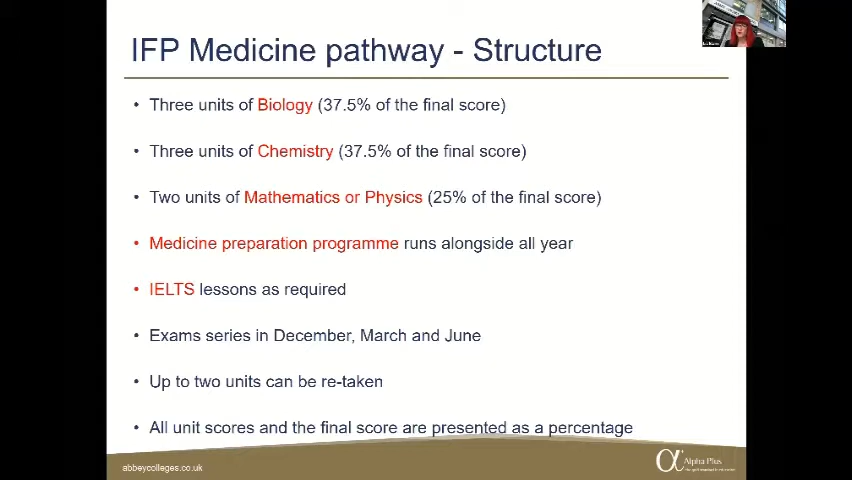 IFP Medicine pathway - Structure
• Three units of Biology (37.5% of the final score)
• Three units of Chemistry (37.5% of the final score)
• Two units of Mathematics or Physics (25% of the final score)
• Medicine preparation programme runs alongside all year
• IELTS lessons as required
• Exams series in December, March and June
• Up to two units can be re-taken
• All unit scores and the final score are presented as a percentage
abbeycolleges.co.uk
Alpha Plus